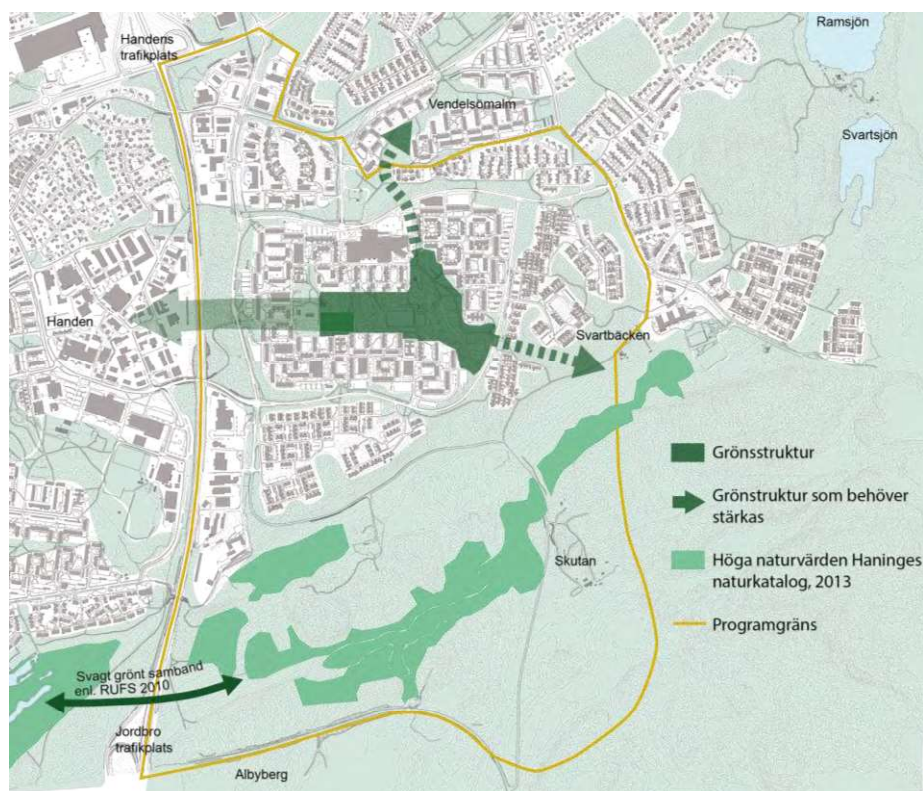 Handens
trafikplats
Ramsjön
Vendelsömalm
Svartsjön
Handen
Svartbäcken
Grönsstruktur
Grönstruktur som behöver
stärkas
Höga naturvärden Haninges
naturkatalog, 2013
Skutan
Programgräns
Svagt grönt samband
enl. RUFS 2010
Jordbro
trafikplats
Albyberg